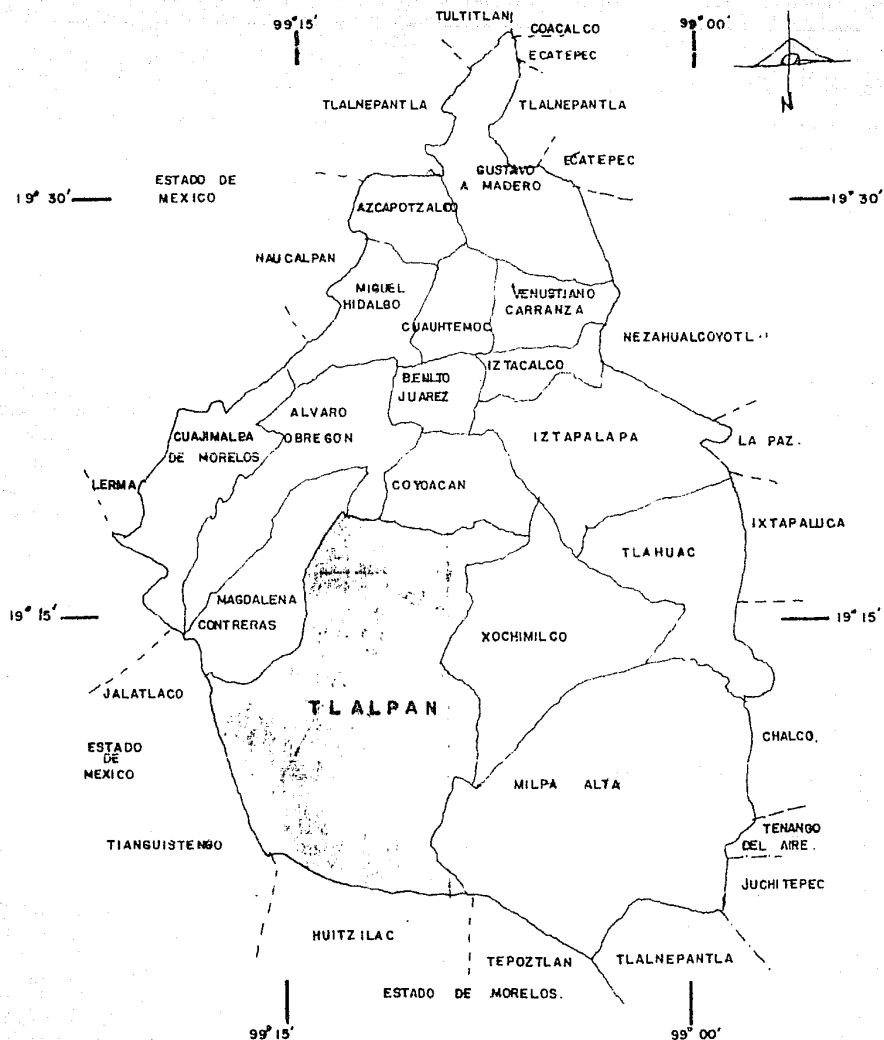 99° 15'
TULTITLAN
COACALCO
99° 00'
ECATEPEC
TLALNEPANTLA
TLALNEPANTLA
N
ECATEPEC
GUSTAVO
A MADERO
ESTADO DE
MEXICO
19° 30'
19° 30'
AZCAPOTZALCO
NAUCALPAN
MIGUEL
HIDALGO
VENUSTIANO
CARRANZA
CUAUHTEMOC
NEZAHUALCOYOTL
IZTACALCO
BENITO
JUAREZ
ALVARO
OBREGON
CUAJIMALPA
DE MORELOS
IZTAPALAPA
LA PAZ.
LERMA
COYOACAN
IXTAPALUCA
TLAHUAC
MAGDALENA
CONTRERAS
19° 15'
19° 15'
XOCHIMILCO
JALATLACO
TLALPAN
CHALCO.
ESTADO
DE
MEXICO
MILPA ALTA
TIANGUISTENGO
TENANGO
DEL AIRE.
JUCHITEPEC
HUITZILAC
TEPOZTLAN
TLALNEPANTLA
ESTADO DE MORELOS.
99° 15'
99° 00'